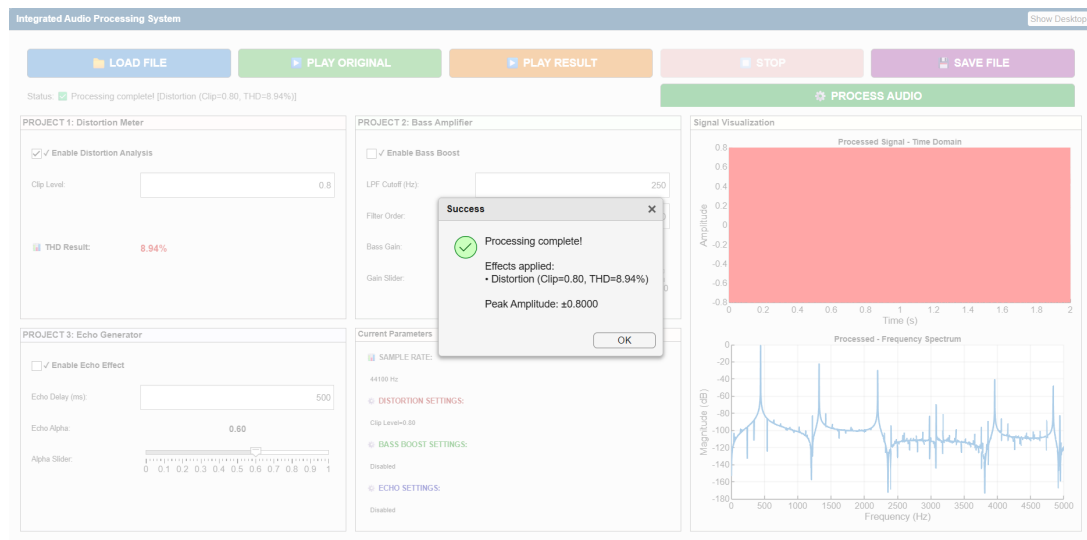 Integrated Audio Processing System
Show Desktop
LOAD FILE
PLAY ORIGINAL
PLAY RESULT
STOP
SAVE FILE
Status: ✅ Processing complete! [Distortion (Clip=0.80, THD=8.94%)]
PROCESS AUDIO
PROJECT 1: Distortion Meter
✓ Enable Distortion Analysis
Clip Level:
0.8
THD Result:
8.94%
PROJECT 2: Bass Amplifier
✓ Enable Bass Boost
LPF Cutoff (Hz):
250
Filter Order:
Bass Gain:
Gain Slider:
Success
Processing complete!
Effects applied:
• Distortion (Clip=0.80, THD=8.94%)
Peak Amplitude: ±0.8000
OK
PROJECT 3: Echo Generator
✓ Enable Echo Effect
Echo Delay (ms):
500
Echo Alpha:
0.60
Alpha Slider:
0 0.1 0.2 0.3 0.4 0.5 0.6 0.7 0.8 0.9 1
Current Parameters
SAMPLE RATE:
44100 Hz
DISTORTION SETTINGS:
Clip Level=0.80
BASS BOOST SETTINGS:
Disabled
ECHO SETTINGS:
Disabled
Signal Visualization
Processed Signal - Time Domain
Amplitude
0.8
0.6
0.4
0.2
0
-0.2
-0.4
-0.6
-0.8
0 0.2 0.4 0.6 0.8 1 1.2 1.4 1.6 1.8 2
Time (s)
Processed - Frequency Spectrum
Magnitude (dB)
0
-20
-40
-60
-80
-100
-120
-140
-160
-180
0 500 1000 1500 2000 2500 3000 3500 4000 4500 5000
Frequency (Hz)